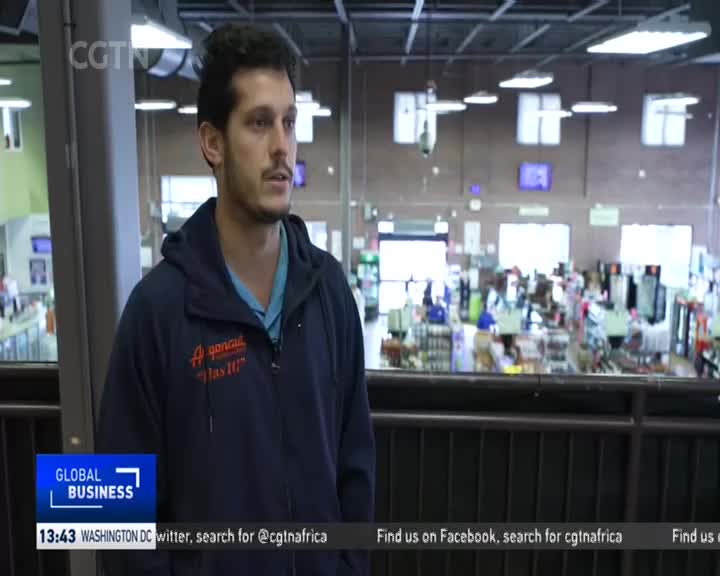 CGTN
Argonaut
"Has It!"
GLOBAL
BUSINESS
13:43 WASHINGTON DC
witter, search for @cgtnafrica Find us on Facebook, search for cgtnafrica Find us